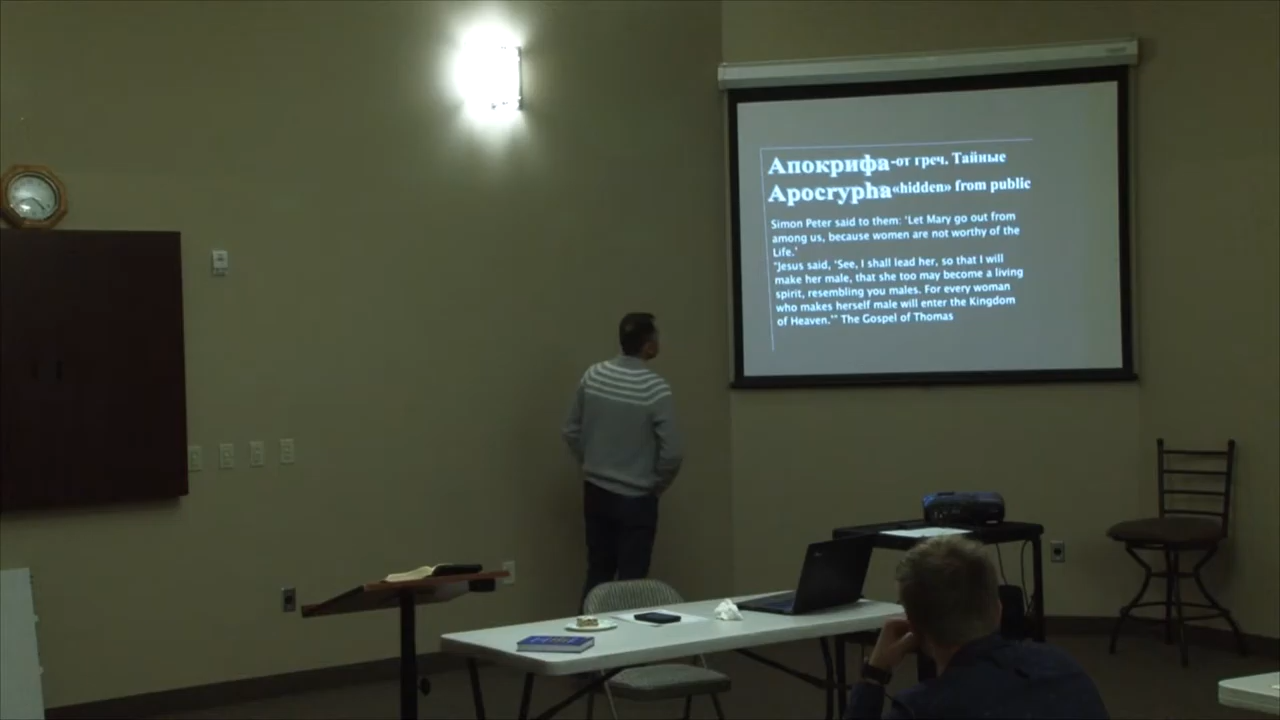 Апокрифа-от греч. Тайные
Apocrypha«hidden» from public
Simon Peter said to them: 'Let Mary go out from
among us, because women are not worthy of the
Life.'
"Jesus said, 'See, I shall lead her, so that I will
make her male, that she too may become a living
spirit, resembling you males. For every woman
who makes herself male will enter the Kingdom
of Heaven.'" The Gospel of Thomas